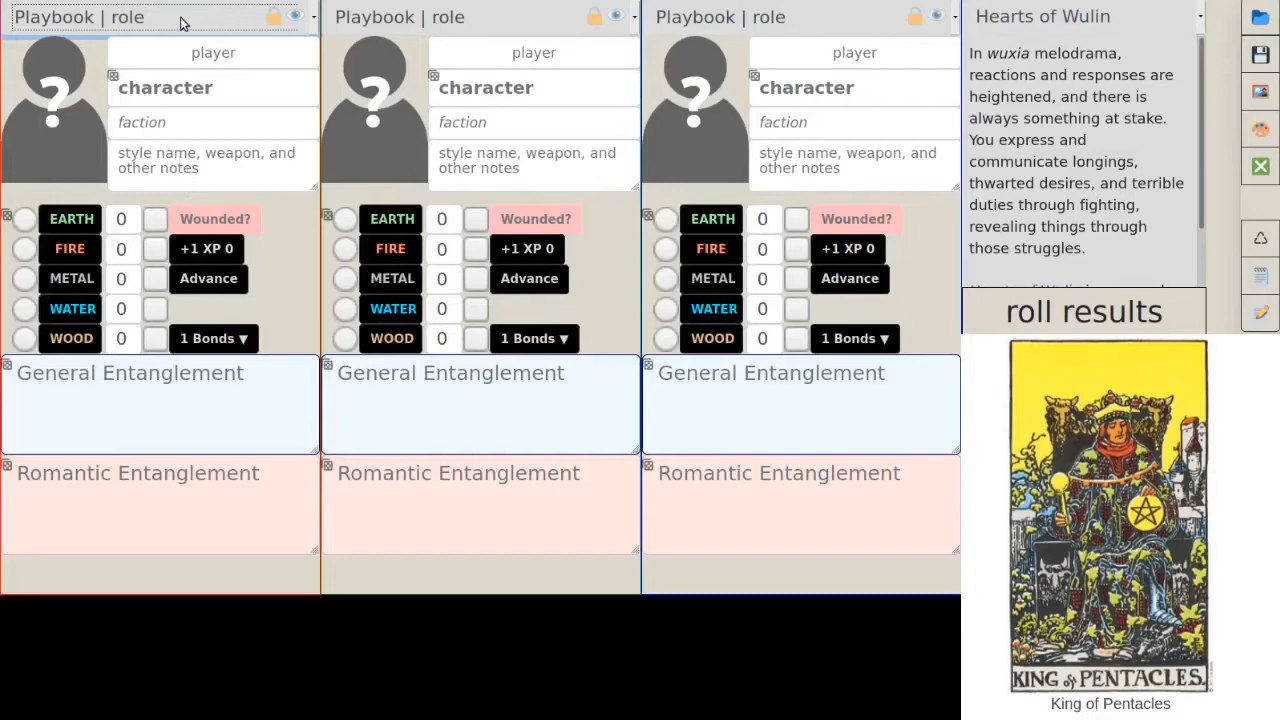 Playbook | role
player
character
faction
style name, weapon, and
other notes
EARTH 0 Wounded?
FIRE 0 +1 XP 0
METAL 0 Advance
WATER 0
WOOD 0 1 Bonds ▼
General Entanglement
Romantic Entanglement
Playbook | role
player
character
faction
style name, weapon, and
other notes
EARTH 0 Wounded?
FIRE 0 +1 XP 0
METAL 0 Advance
WATER 0
WOOD 0 1 Bonds ▼
General Entanglement
Romantic Entanglement
Playbook | role
player
character
faction
style name, weapon, and
other notes
EARTH 0 Wounded?
FIRE 0 +1 XP 0
METAL 0 Advance
WATER 0
WOOD 0 1 Bonds ▼
General Entanglement
Romantic Entanglement
Hearts of Wulin
In wuxia melodrama,
reactions and responses are
heightened, and there is
always something at stake.
You express and
communicate longings,
thwarted desires, and terrible
duties through fighting,
revealing things through
those struggles.
roll results
KING of PENTACLES.
King of Pentacles